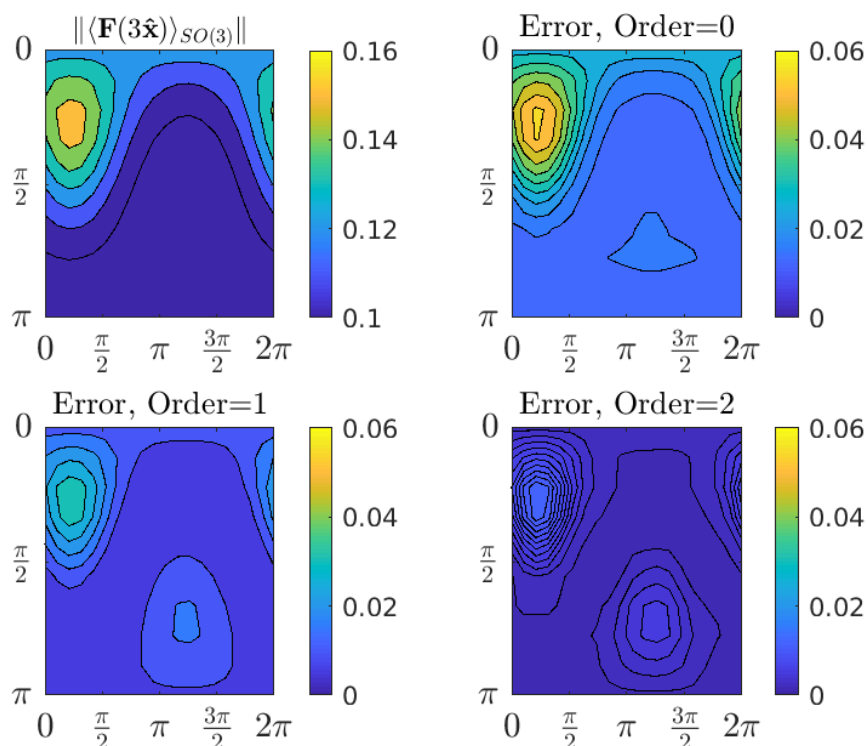 ‖⟨F(3x̂)⟩_{SO(3)}‖
0
π/2
π
0 π/2 π 3π/2 2π
0.16
0.14
0.12
0.1
Error, Order=0
0
π/2
π
0 π/2 π 3π/2 2π
0.06
0.04
0.02
0
Error, Order=1
0
π/2
π
0 π/2 π 3π/2 2π
0.06
0.04
0.02
0
Error, Order=2
0
π/2
π
0 π/2 π 3π/2 2π
0.06
0.04
0.02
0